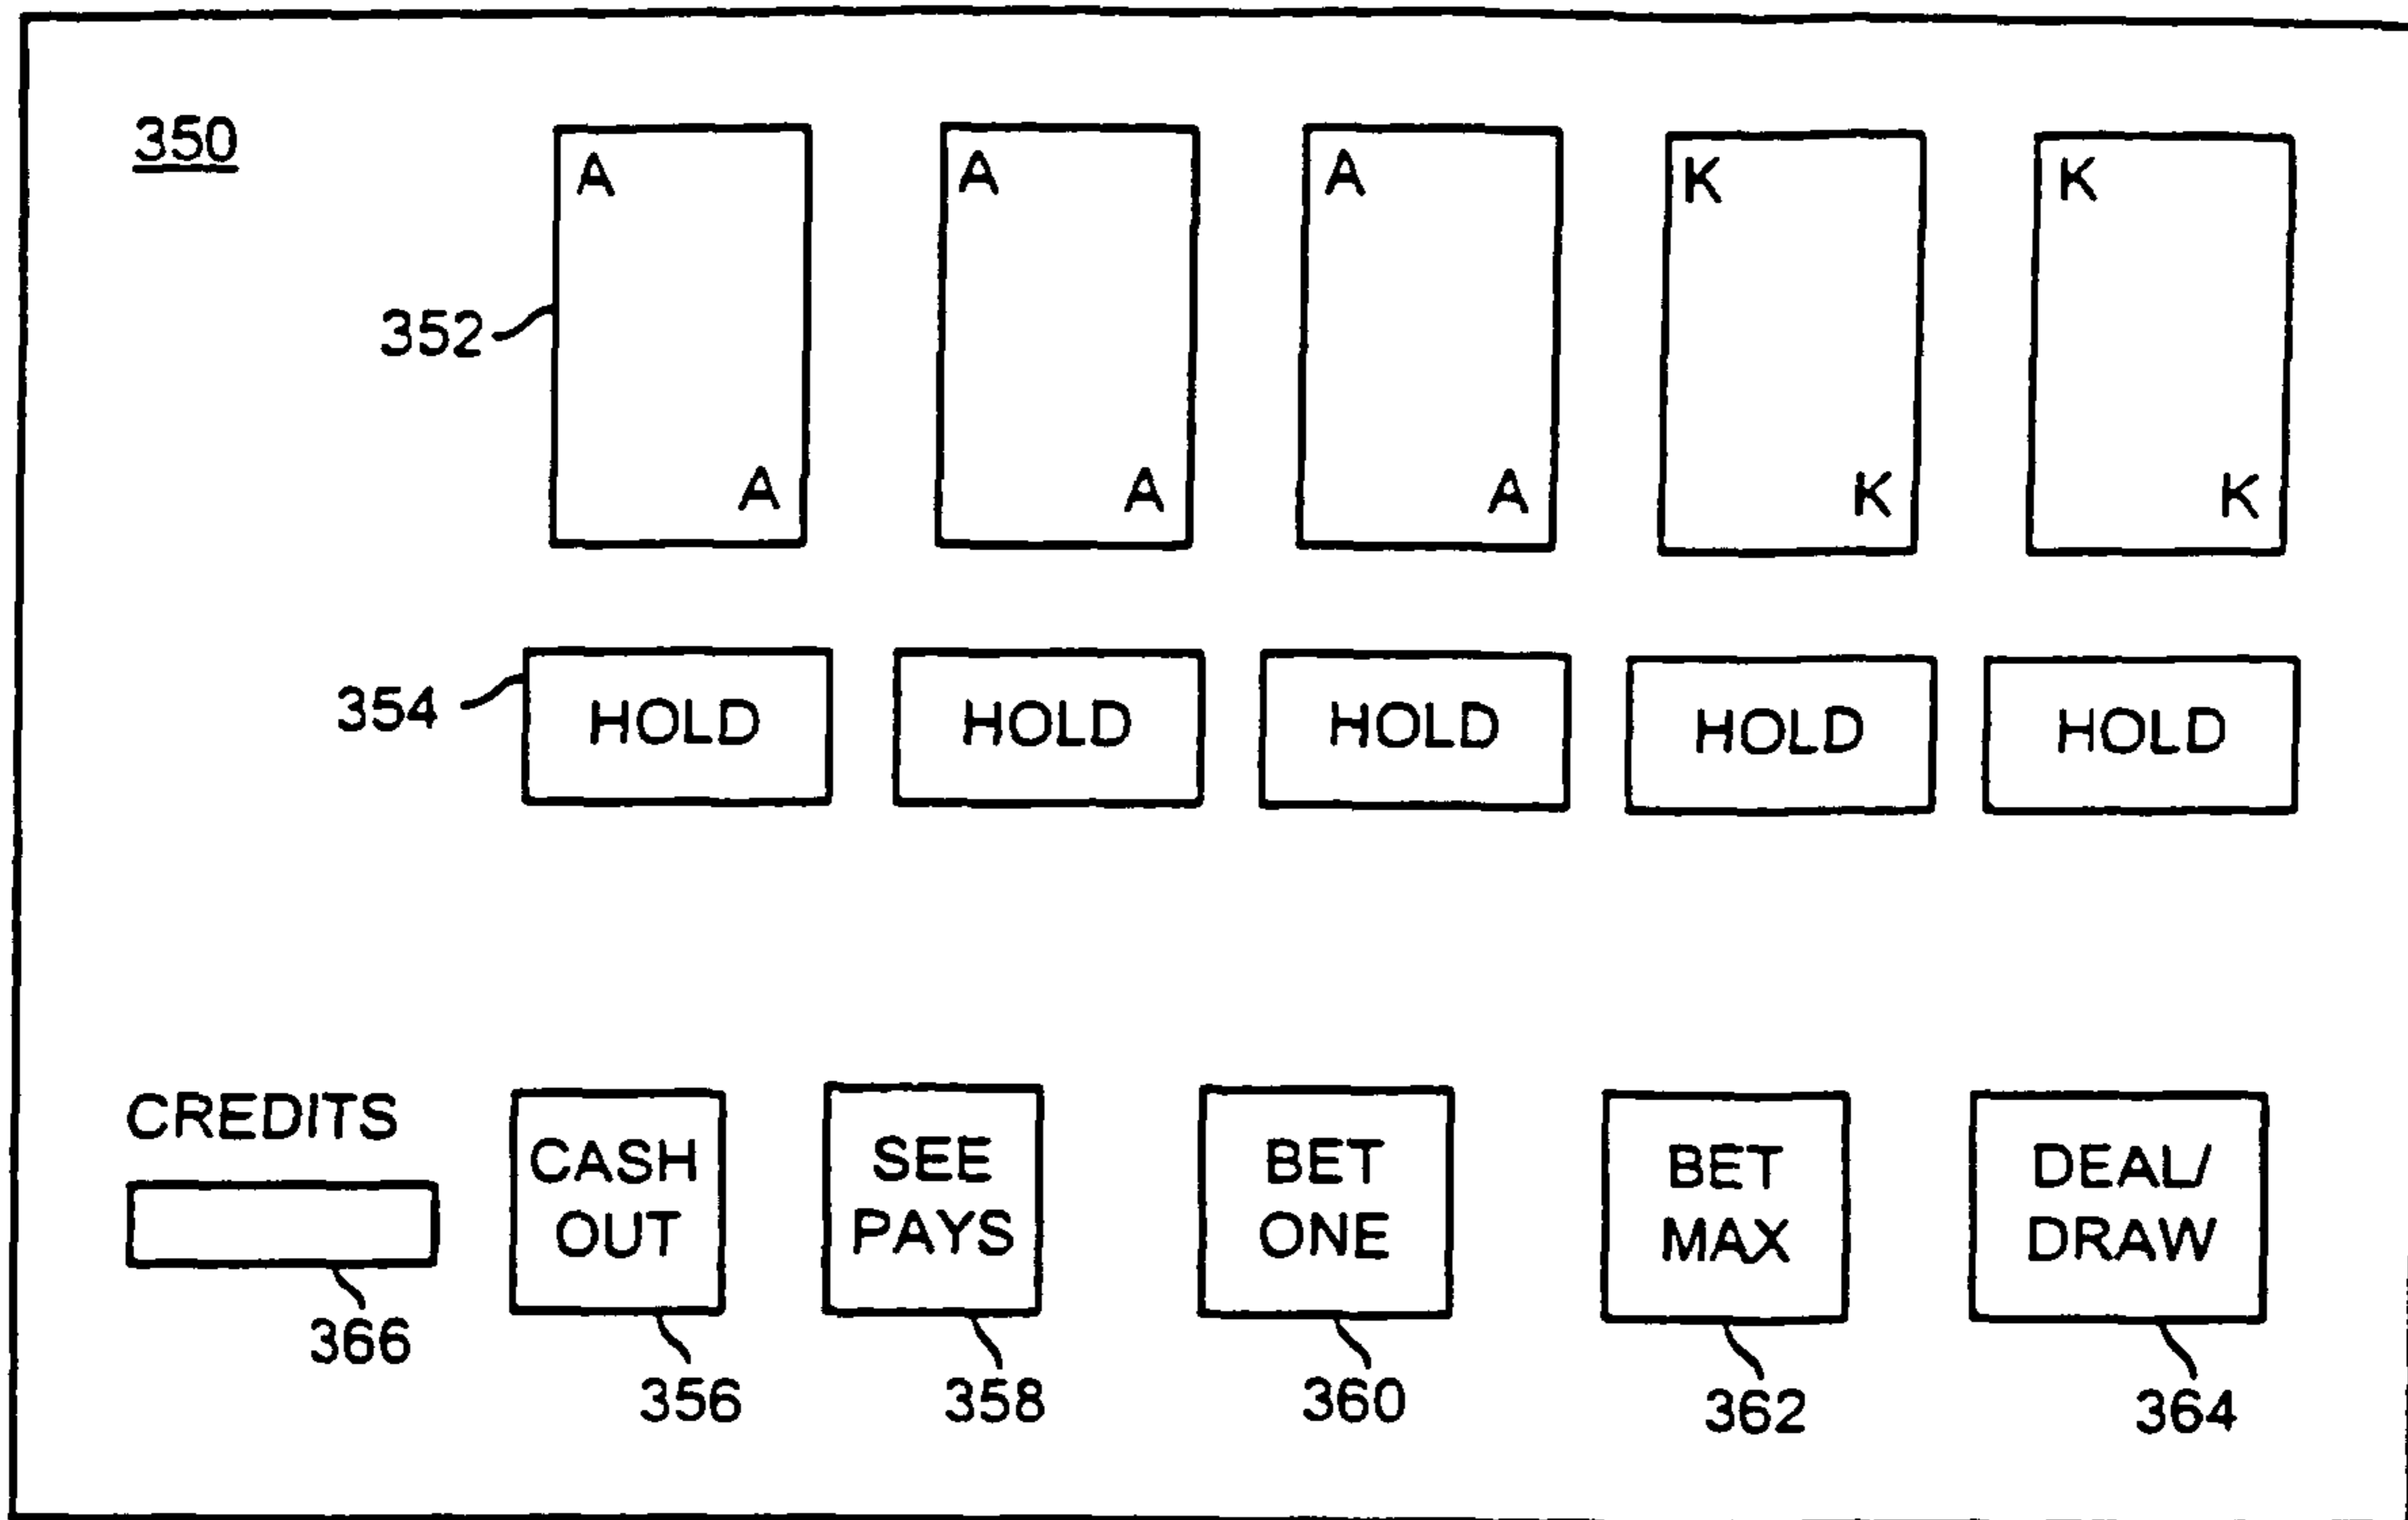 350
A A A K K
352
A A A K K
354 HOLD HOLD HOLD HOLD HOLD
CREDITS
CASH SEE BET BET DEAL/
OUT PAYS ONE MAX DRAW
366
356 358 360 362 364